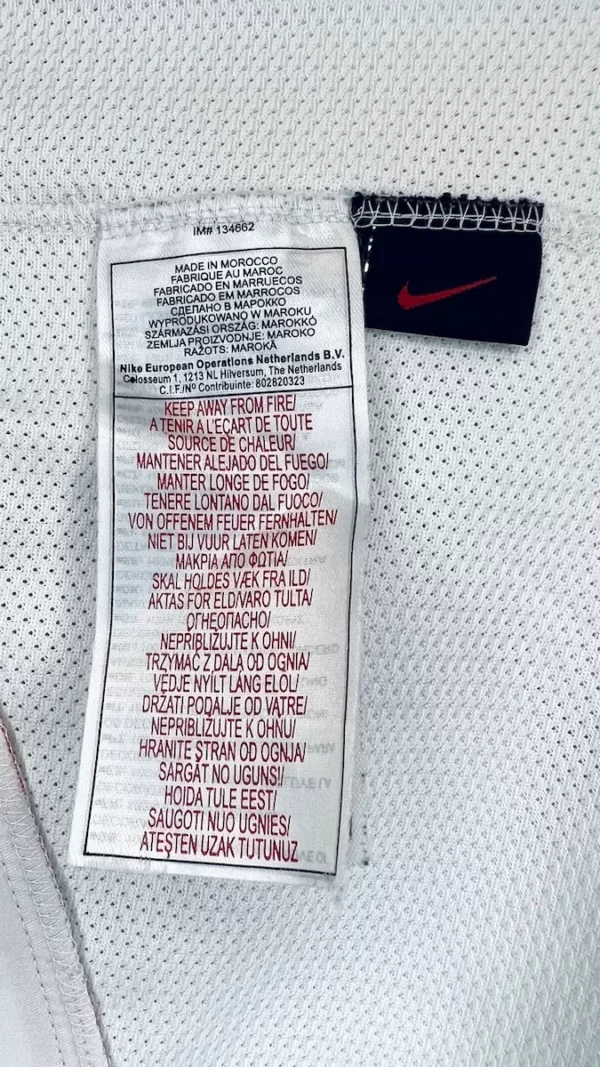 IM# 134662
MADE IN MOROCCO
FABRIQUE AU MAROC
FABRICADO EN MARRUECOS
FABRICADO EM MARROCOS
СДЕЛАНО В МАРОККО
WYPRODUKOWANO W MAROKU
SZÁRMAZÁSI ORSZÁG: MAROKKÓ
ZEMLJA PROIZVODNJE: MAROKO
RAŽOTS: MAROKĀ
Nike European Operations Netherlands B.V.
Colosseum 1, 1213 NL Hilversum, The Netherlands
C.I.F./Nº Contribuinte: 802820323
KEEP AWAY FROM FIRE/
A TENIR A L'ECART DE TOUTE
SOURCE DE CHALEUR/
MANTENER ALEJADO DEL FUEGO/
MANTER LONGE DE FOGO/
TENERE LONTANO DAL FUOCO/
VON OFFENEM FEUER FERNHALTEN/
NIET BIJ VUUR LATEN KOMEN/
ΜΑΚΡΙΑ ΑΠΟ ΦΩΤΙΑ/
SKAL HOLDES VÆK FRA ILD/
AKTAS FÖR ELD/VARO TULTA/
ОГНЕОПАСНО/
NEPŘIBLIŽUJTE K OHNI/
TRZYMAĆ Z DALA OD OGNIA/
VÉDJE NYÍLT LÁNG ELŐL/
DRŽATI PODALJE OD VATRE/
NEPRIBLIŽUJTE K OHŇU/
HRANITE STRAN OD OGNJA/
SARGĀT NO UGUNS!/
HOIDA TULE EEST!/
SAUGOTI NUO UGNIES/
ATEŞTEN UZAK TUTUNUZ